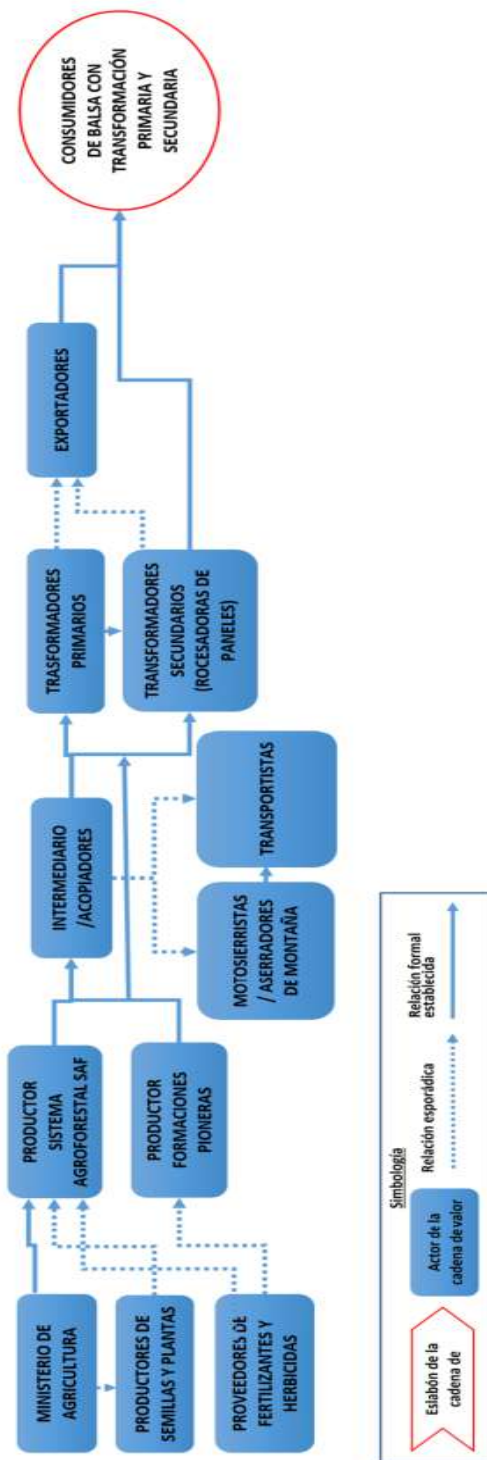 MINISTERIO DE
AGRICULTURA
PRODUCTORES DE
SEMILLAS Y PLANTAS
PROVEEDORES DE
FERTILIZANTES Y
HERBICIDAS
PRODUCTOR
SISTEMA
AGROFORESTAL SAF
PRODUCTOR
FORMACIONES
PIONERAS
INTERMEDIARIO
/ACOPIADORES
MOTOSIERRISTAS
/ ASERRADORES
DE MONTAÑA
TRANSPORTISTAS
TRASFORMADORES
PRIMARIOS
TRANSFORMADORES
SECUNDARIOS
(ROCESADORAS DE
PANELES)
EXPORTADORES
CONSUMIDORES
DE BALSA CON
TRANSFORMACIÓN
PRIMARIA Y
SECUNDARIA
Simbología
Eslabón de la
cadena de
Actor de la
cadena de valor
Relación esporádica
Relación formal
establecida